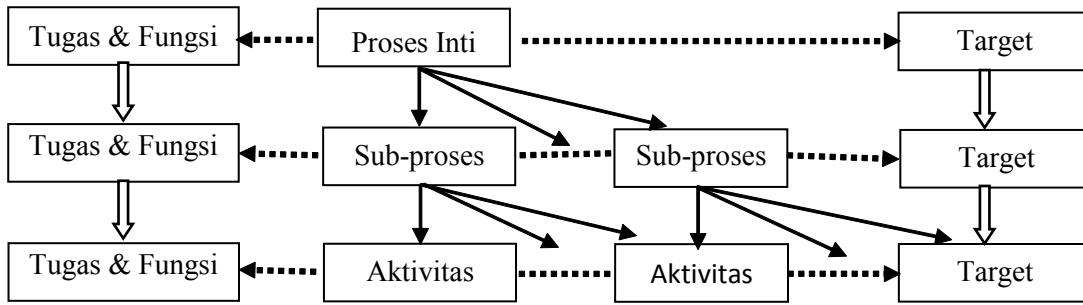 Tugas & Fungsi
Proses Inti
Target
Tugas & Fungsi
Sub-proses
Sub-proses
Target
Tugas & Fungsi
Aktivitas
Aktivitas
Target